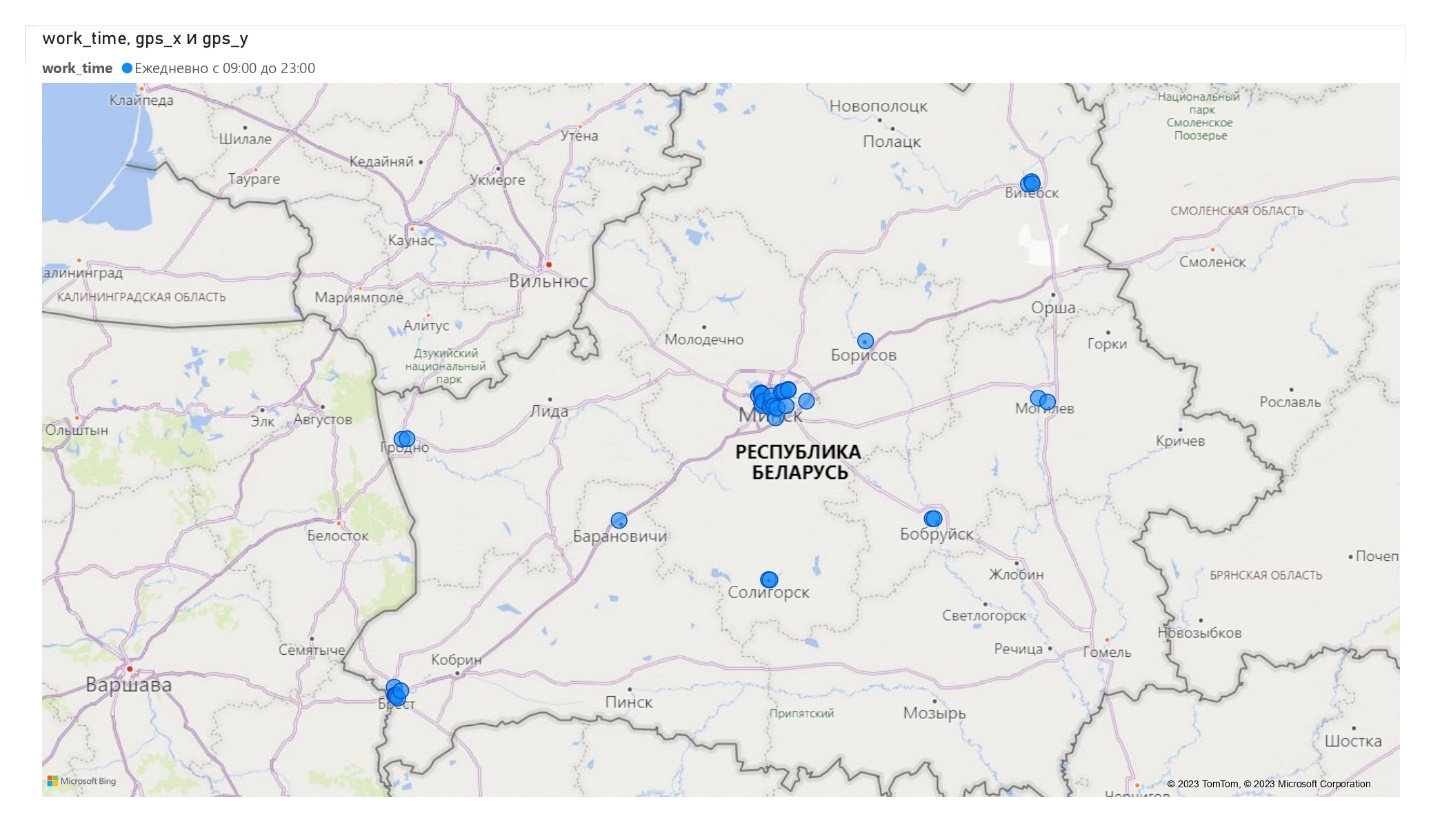 work_time, gps_x и gps_y
work_time Ежедневно с 09:00 до 23:00
Клайпеда
Новополоцк
Национальный
парк
Смоленское
Поозерье
Шилале
Утена
Полацк
Кедайняй
Таураге
Укмерге
Витебск
СМОЛЕНСКАЯ ОБЛАСТЬ
Каунас
Смоленск
алининград
Вильнюс
КАЛИНИНГРАДСКАЯ ОБЛАСТЬ
Мариямполе
Орша
Алитус
Молодечно
Горки
Дзукийский
национальный
парк
Борисов
Рославль
Элк
Августов
Лида
Минск
Могилев
Ольштын
Кричев
Гродно
РЕСПУБЛИКА
БЕЛАРУСЬ
Белосток
Барановичи
Бобруйск
Почеп
Жлобин
БРЯНСКАЯ ОБЛАСТЬ
Солигорск
Светлогорск
Новозыбков
Семятыче
Речица
Гомель
Кобрин
Варшава
Брест
Пинск
Припятский
Мозырь
Шостка
Microsoft Bing
© 2023 TomTom, © 2023 Microsoft Corporation
Чернигов